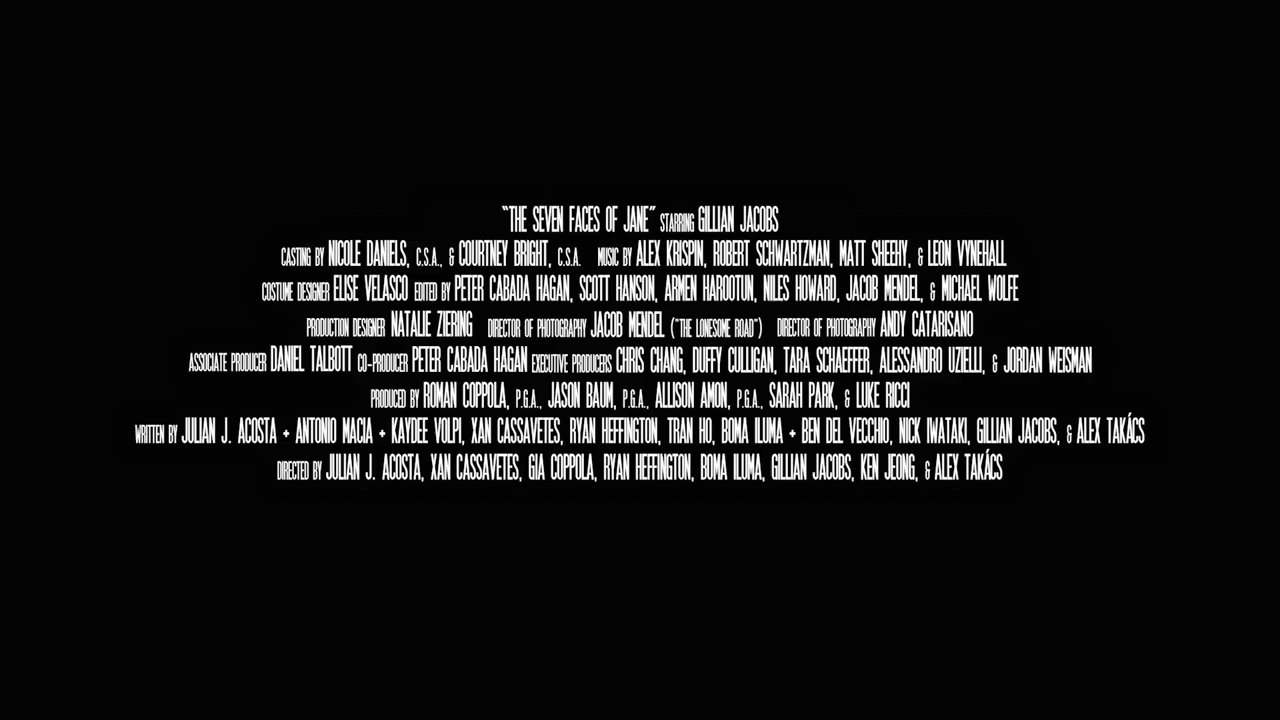 "THE SEVEN FACES OF JANE" STARRING GILLIAN JACOBS
CASTING BY NICOLE DANIELS, C.S.A., & COURTNEY BRIGHT, C.S.A. MUSIC BY ALEX KRISPIN, ROBERT SCHWARTZMAN, MATT SHEEHY, & LEON VYNEHALL
COSTUME DESIGNER ELISE VELASCO EDITED BY PETER CABADA HAGAN, SCOTT HANSON, ARMEN HAROOTUN, NILES HOWARD, JACOB MENDEL, & MICHAEL WOLFE
PRODUCTION DESIGNER NATALIE ZIERING DIRECTOR OF PHOTOGRAPHY JACOB MENDEL ("THE LONESOME ROAD") DIRECTOR OF PHOTOGRAPHY ANDY CATARISANO
ASSOCIATE PRODUCER DANIEL TALBOTT CO-PRODUCER PETER CABADA HAGAN EXECUTIVE PRODUCERS CHRIS CHANG, DUFFY CULLIGAN, TARA SCHAEFFER, ALESSANDRO UZIELLI, & JORDAN WEISMAN
PRODUCED BY ROMAN COPPOLA, P.G.A., JASON BAUM, P.G.A., ALLISON AMON, P.G.A., SARAH PARK, & LUKE RICCI
WRITTEN BY JULIAN J. ACOSTA + ANTONIO MACIA + KAYDEE VOLPI, XAN CASSAVETES, RYAN HEFFINGTON, TRAN HO, BOMA ILUMA + BEN DEL VECCHIO, NICK IWATAKI, GILLIAN JACOBS, & ALEX TAKÁCS
DIRECTED BY JULIAN J. ACOSTA, XAN CASSAVETES, GIA COPPOLA, RYAN HEFFINGTON, BOMA ILUMA, GILLIAN JACOBS, KEN JEONG, & ALEX TAKÁCS